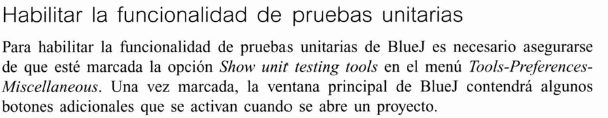 Habilitar la funcionalidad de pruebas unitarias
Para habilitar la funcionalidad de pruebas unitarias de BlueJ es necesario asegurarse
de que esté marcada la opción Show unit testing tools en el menú Tools-Preferences-
Miscellaneous. Una vez marcada, la ventana principal de BlueJ contendrá algunos
botones adicionales que se activan cuando se abre un proyecto.